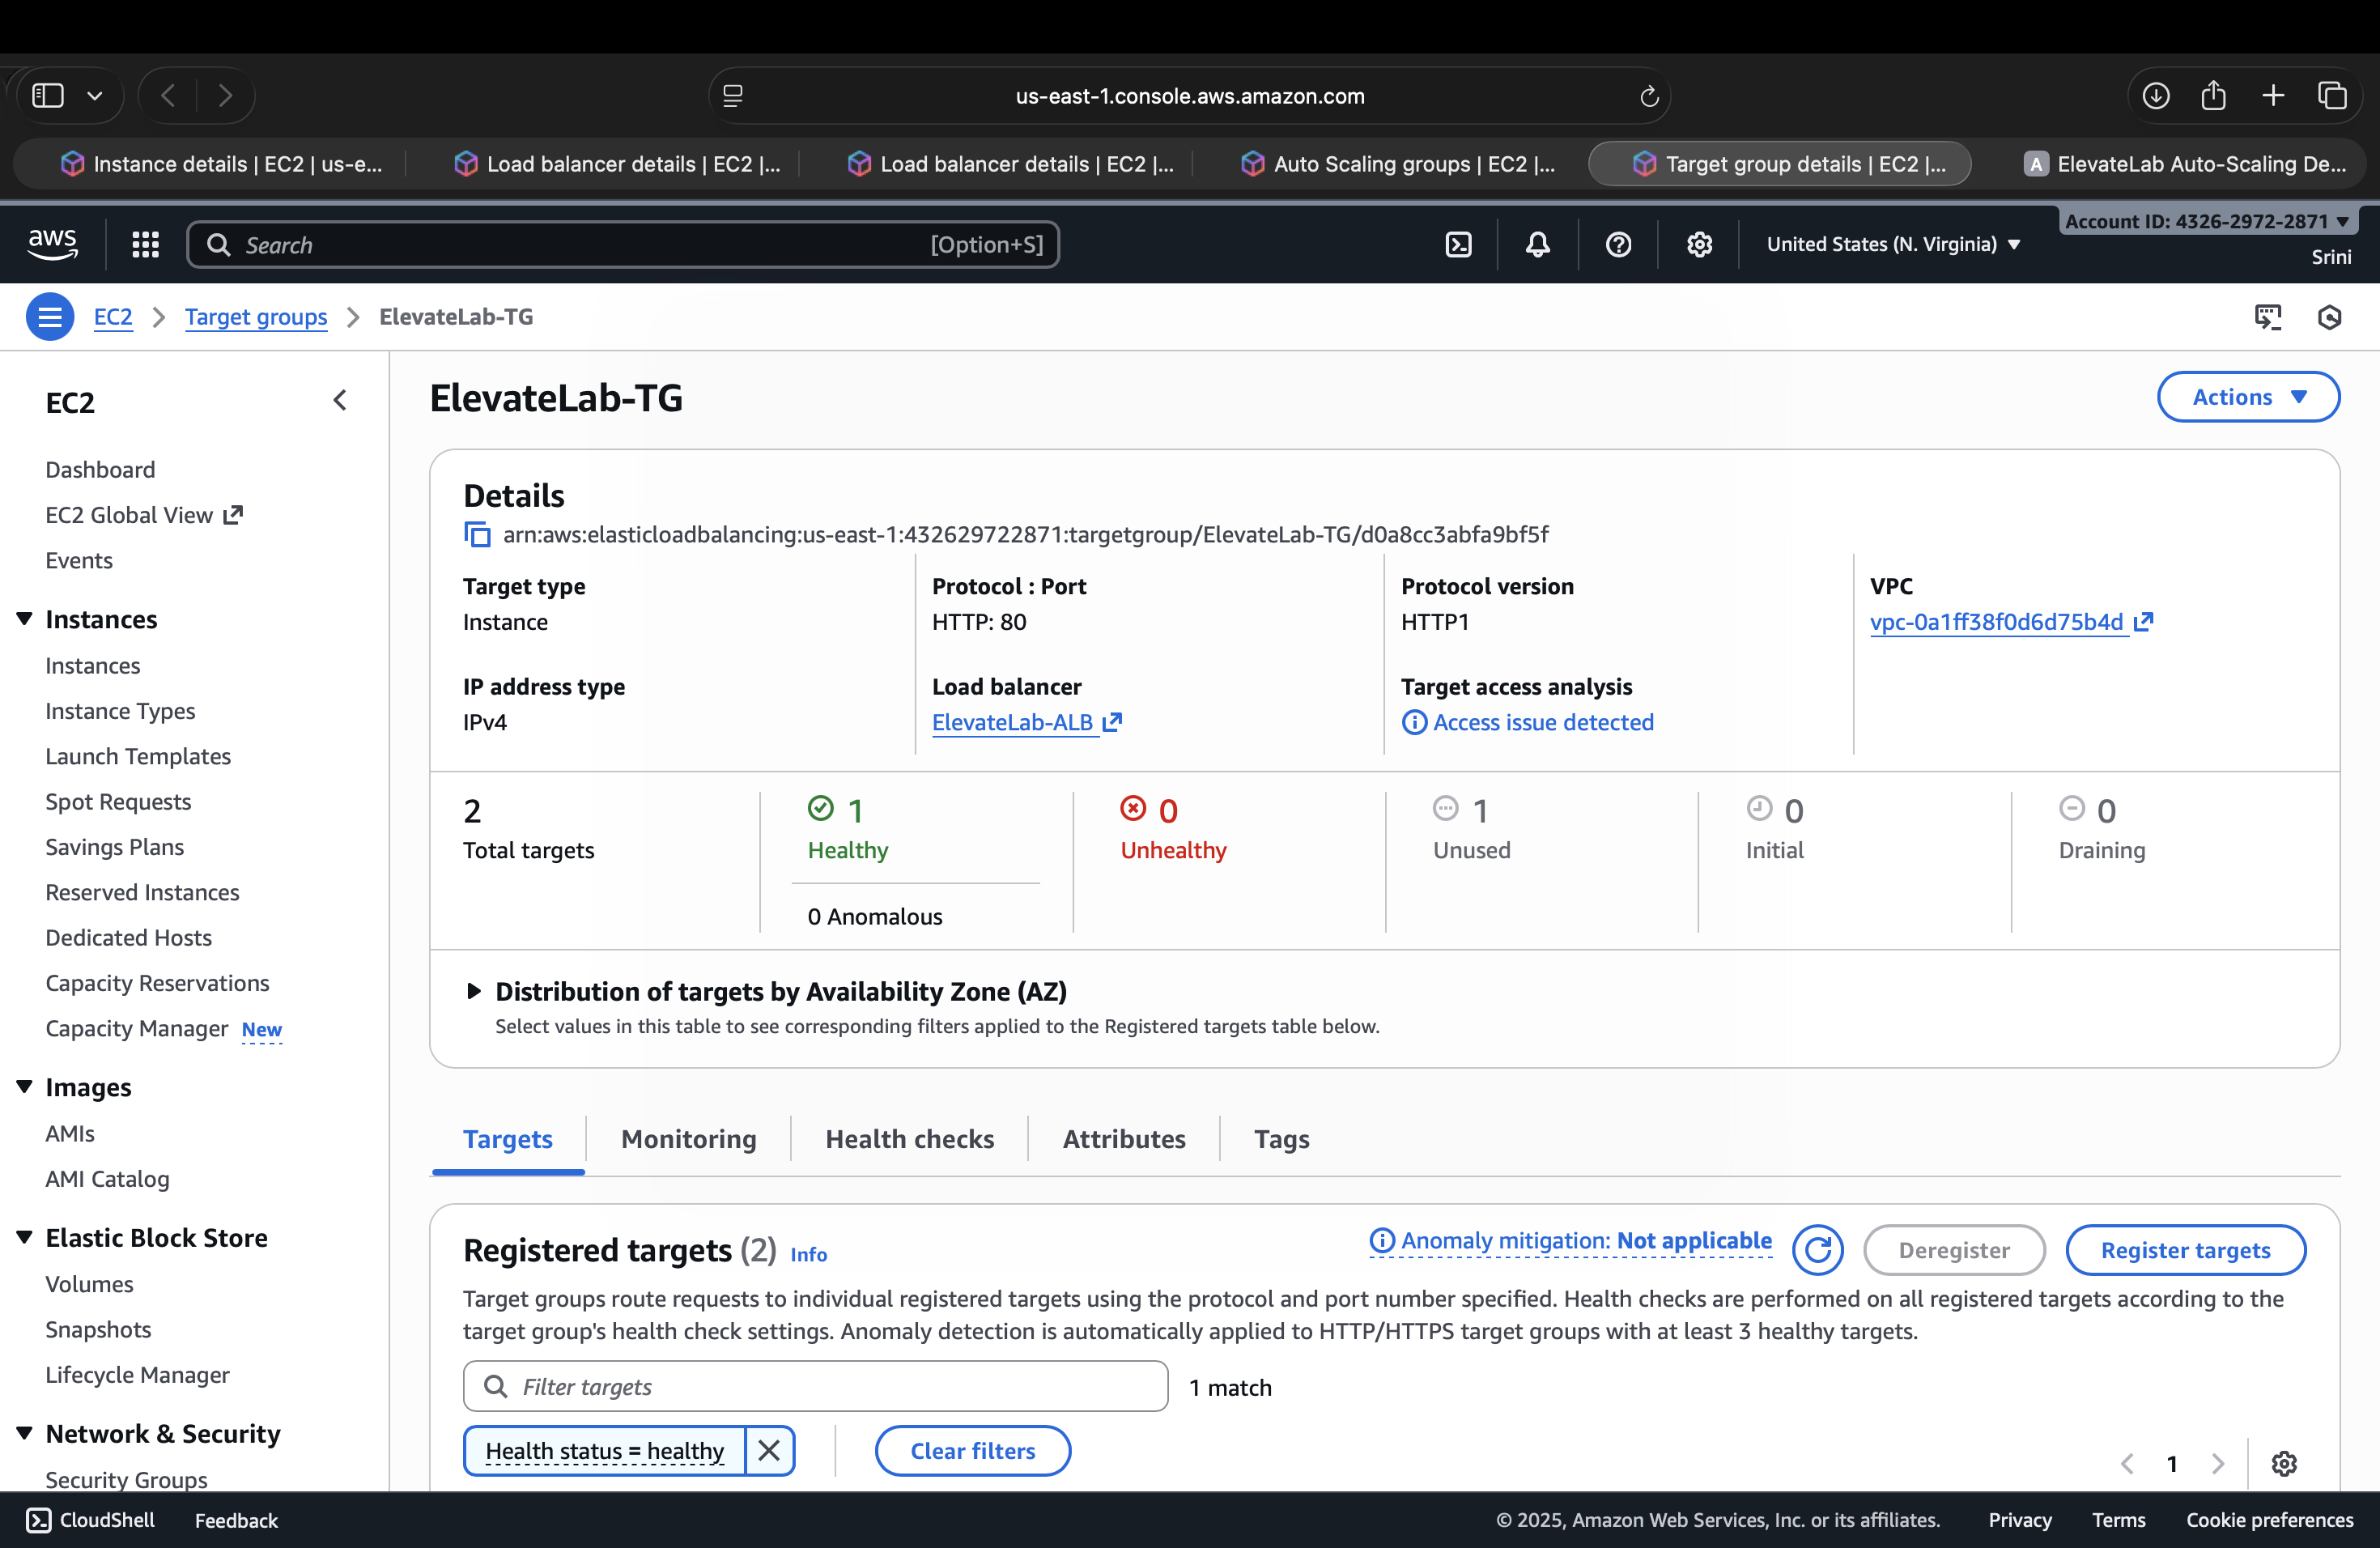 us-east-1.console.aws.amazon.com
Instance details | EC2 | us-e...
Load balancer details | EC2 |...
Load balancer details | EC2 |...
Auto Scaling groups | EC2 |...
Target group details | EC2 |...
A ElevateLab Auto-Scaling De...
aws
Search
[Option+S]
United States (N. Virginia)
Account ID: 4326-2972-2871
Srini
EC2
Target groups
ElevateLab-TG
EC2
Dashboard
EC2 Global View
Events
Instances
Instances
Instance Types
Launch Templates
Spot Requests
Savings Plans
Reserved Instances
Dedicated Hosts
Capacity Reservations
Capacity Manager New
Images
AMIs
AMI Catalog
Elastic Block Store
Volumes
Snapshots
Lifecycle Manager
Network & Security
Security Groups
ElevateLab-TG
Actions
Details
arn:aws:elasticloadbalancing:us-east-1:432629722871:targetgroup/ElevateLab-TG/d0a8cc3abfa9bf5f
Target type
Instance
Protocol : Port
HTTP: 80
Protocol version
HTTP1
VPC
vpc-0a1ff38f0d6d75b4d
IP address type
IPv4
Load balancer
ElevateLab-ALB
Target access analysis
Access issue detected
2
Total targets
1
Healthy
0 Anomalous
0
Unhealthy
1
Unused
0
Initial
0
Draining
Distribution of targets by Availability Zone (AZ)
Select values in this table to see corresponding filters applied to the Registered targets table below.
Targets
Monitoring
Health checks
Attributes
Tags
Registered targets (2) Info
Anomaly mitigation: Not applicable
Deregister
Register targets
Target groups route requests to individual registered targets using the protocol and port number specified. Health checks are performed on all registered targets according to the
target group's health check settings. Anomaly detection is automatically applied to HTTP/HTTPS target groups with at least 3 healthy targets.
Filter targets
1 match
Health status = healthy
Clear filters
1
CloudShell
Feedback
© 2025, Amazon Web Services, Inc. or its affiliates.
Privacy
Terms
Cookie preferences